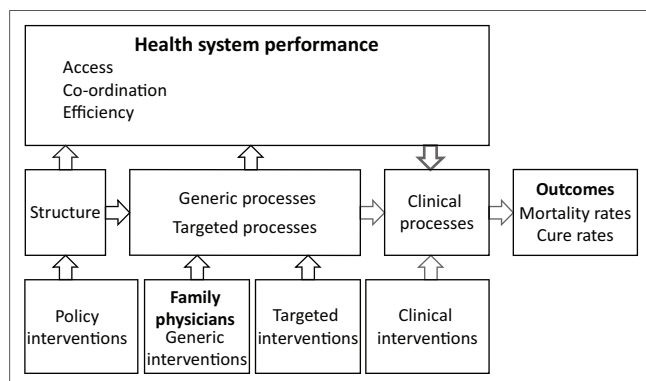 Health system performance
Access
Co-ordination
Efficiency
Structure
Generic processes
Targeted processes
Clinical
processes
Outcomes
Mortality rates
Cure rates
Policy
interventions
Family
physicians
Generic
interventions
Targeted
interventions
Clinical
interventions